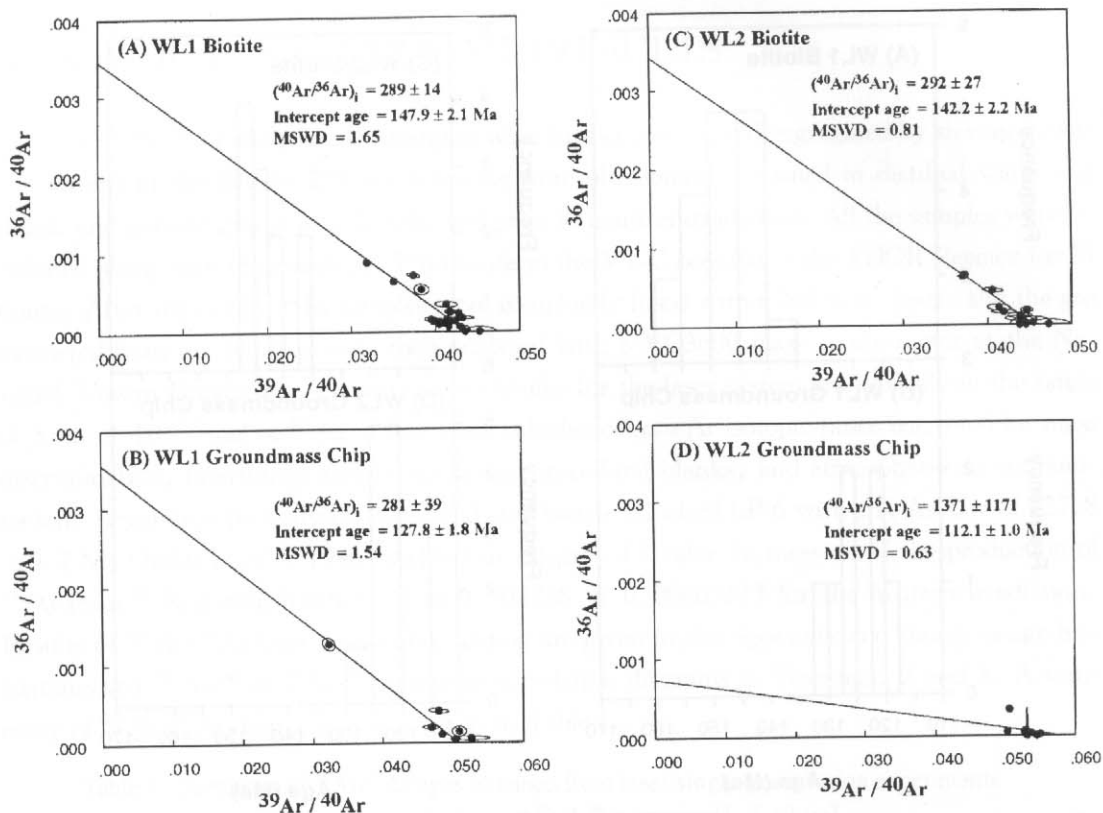 (A) WL1 Biotite
(⁴⁰Ar/³⁶Ar)ᵢ = 289 ± 14
Intercept age = 147.9 ± 2.1 Ma
MSWD = 1.65
³⁶Ar / ⁴⁰Ar
.004
.003
.002
.001
.000
.000 .010 .020 .030 .040 .050
³⁹Ar / ⁴⁰Ar
(C) WL2 Biotite
(⁴⁰Ar/³⁶Ar)ᵢ = 292 ± 27
Intercept age = 142.2 ± 2.2 Ma
MSWD = 0.81
³⁶Ar / ⁴⁰Ar
.004
.003
.002
.001
.000
.000 .010 .020 .030 .040 .050
³⁹Ar / ⁴⁰Ar
(B) WL1 Groundmass Chip
(⁴⁰Ar/³⁶Ar)ᵢ = 281 ± 39
Intercept age = 127.8 ± 1.8 Ma
MSWD = 1.54
³⁶Ar / ⁴⁰Ar
.004
.003
.002
.001
.000
.000 .010 .020 .030 .040 .050 .060
³⁹Ar / ⁴⁰Ar
(D) WL2 Groundmass Chip
(⁴⁰Ar/³⁶Ar)ᵢ = 1371 ± 1171
Intercept age = 112.1 ± 1.0 Ma
MSWD = 0.63
³⁶Ar / ⁴⁰Ar
.004
.003
.002
.001
.000
.000 .010 .020 .030 .040 .050 .060
³⁹Ar / ⁴⁰Ar